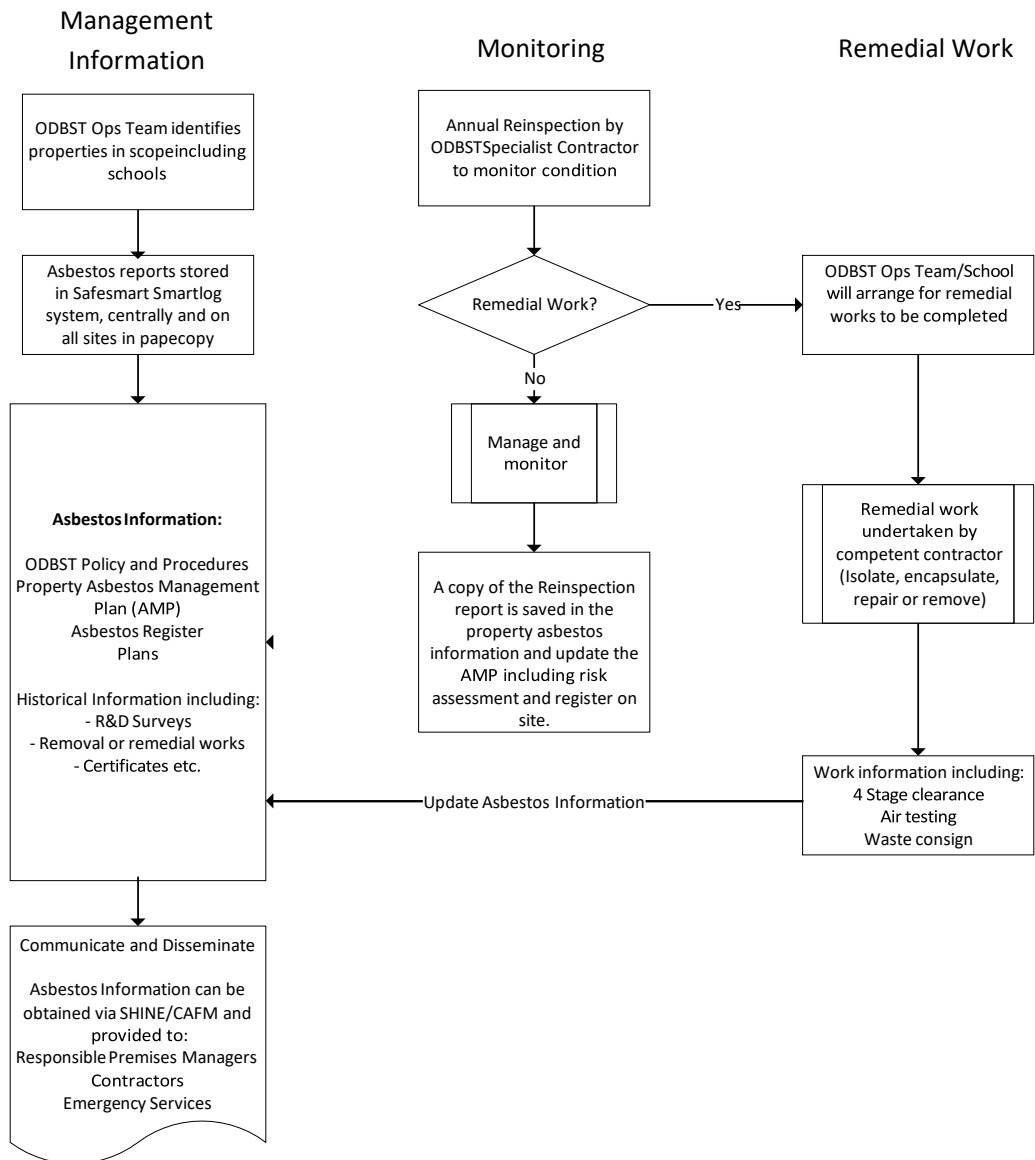 Management
Information
ODBST Ops Team identifies
properties in scopeincluding
schools
Asbestos reports stored
in Safesmart Smartlog
system, centrally and on
all sites in papecopy
Asbestos Information:
ODBST Policy and Procedures
Property Asbestos Management
Plan (AMP)
Asbestos Register
Plans
Historical Information including:
- R&D Surveys
- Removal or remedial works
- Certificates etc.
Communicate and Disseminate
Asbestos Information can be
obtained via SHINE/CAFM and
provided to:
Responsible Premises Managers
Contractors
Emergency Services
Monitoring
Annual Reinspection by
ODBSTSpecialist Contractor
to monitor condition
Remedial Work?
Yes
No
Manage and
monitor
A copy of the Reinspection
report is saved in the
property asbestos
information and update the
AMP including risk
assessment and register on
site.
Update Asbestos Information
Remedial Work
ODBST Ops Team/School
will arrange for remedial
works to be completed
Remedial work
undertaken by
competent contractor
(Isolate, encapsulate,
repair or remove)
Work information including:
4 Stage clearance
Air testing
Waste consign